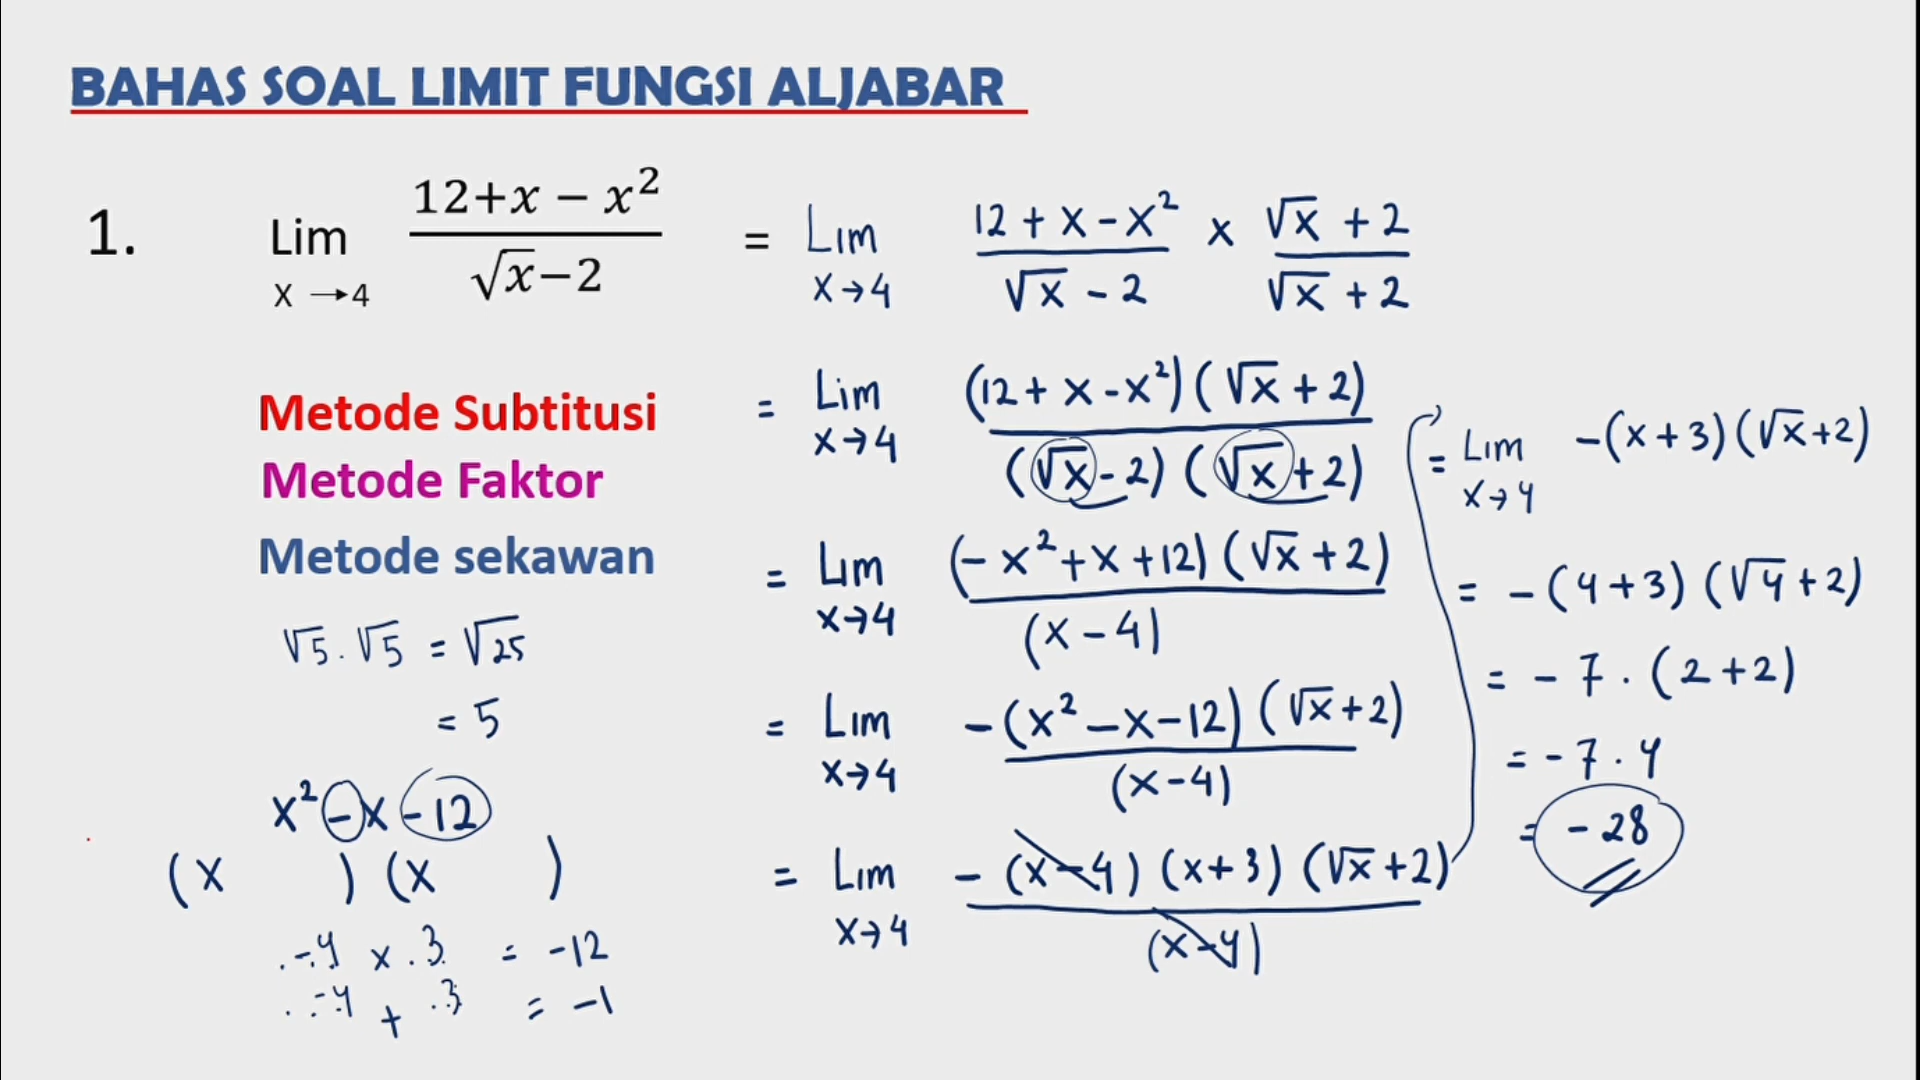 BAHAS SOAL LIMIT FUNGSI ALJABAR
1. Lim x→4 (12+x − x²)/(√x−2) = Lim x→4 (12 + x - x²)/(√x - 2) × (√x + 2)/(√x + 2)
= Lim x→4 (12 + x - x²)(√x + 2)/((√x - 2)(√x + 2))
= Lim x→4 (-x² + x + 12)(√x + 2)/(x - 4)
= Lim x→4 -(x² - x - 12)(√x + 2)/(x - 4)
= Lim x→4 -(x - 4)(x + 3)(√x + 2)/(x - 4)
= Lim x→4 -(x + 3)(√x + 2)
= -(4 + 3)(√4 + 2)
= -7 . (2 + 2)
= -7 . 4
= -28
Metode Subtitusi
Metode Faktor
Metode sekawan
√5 . √5 = √25
= 5
x² - x - 12
(x ) (x )
. -4 . x . 3 . = -12
. . -4 . + . 3 . = -1